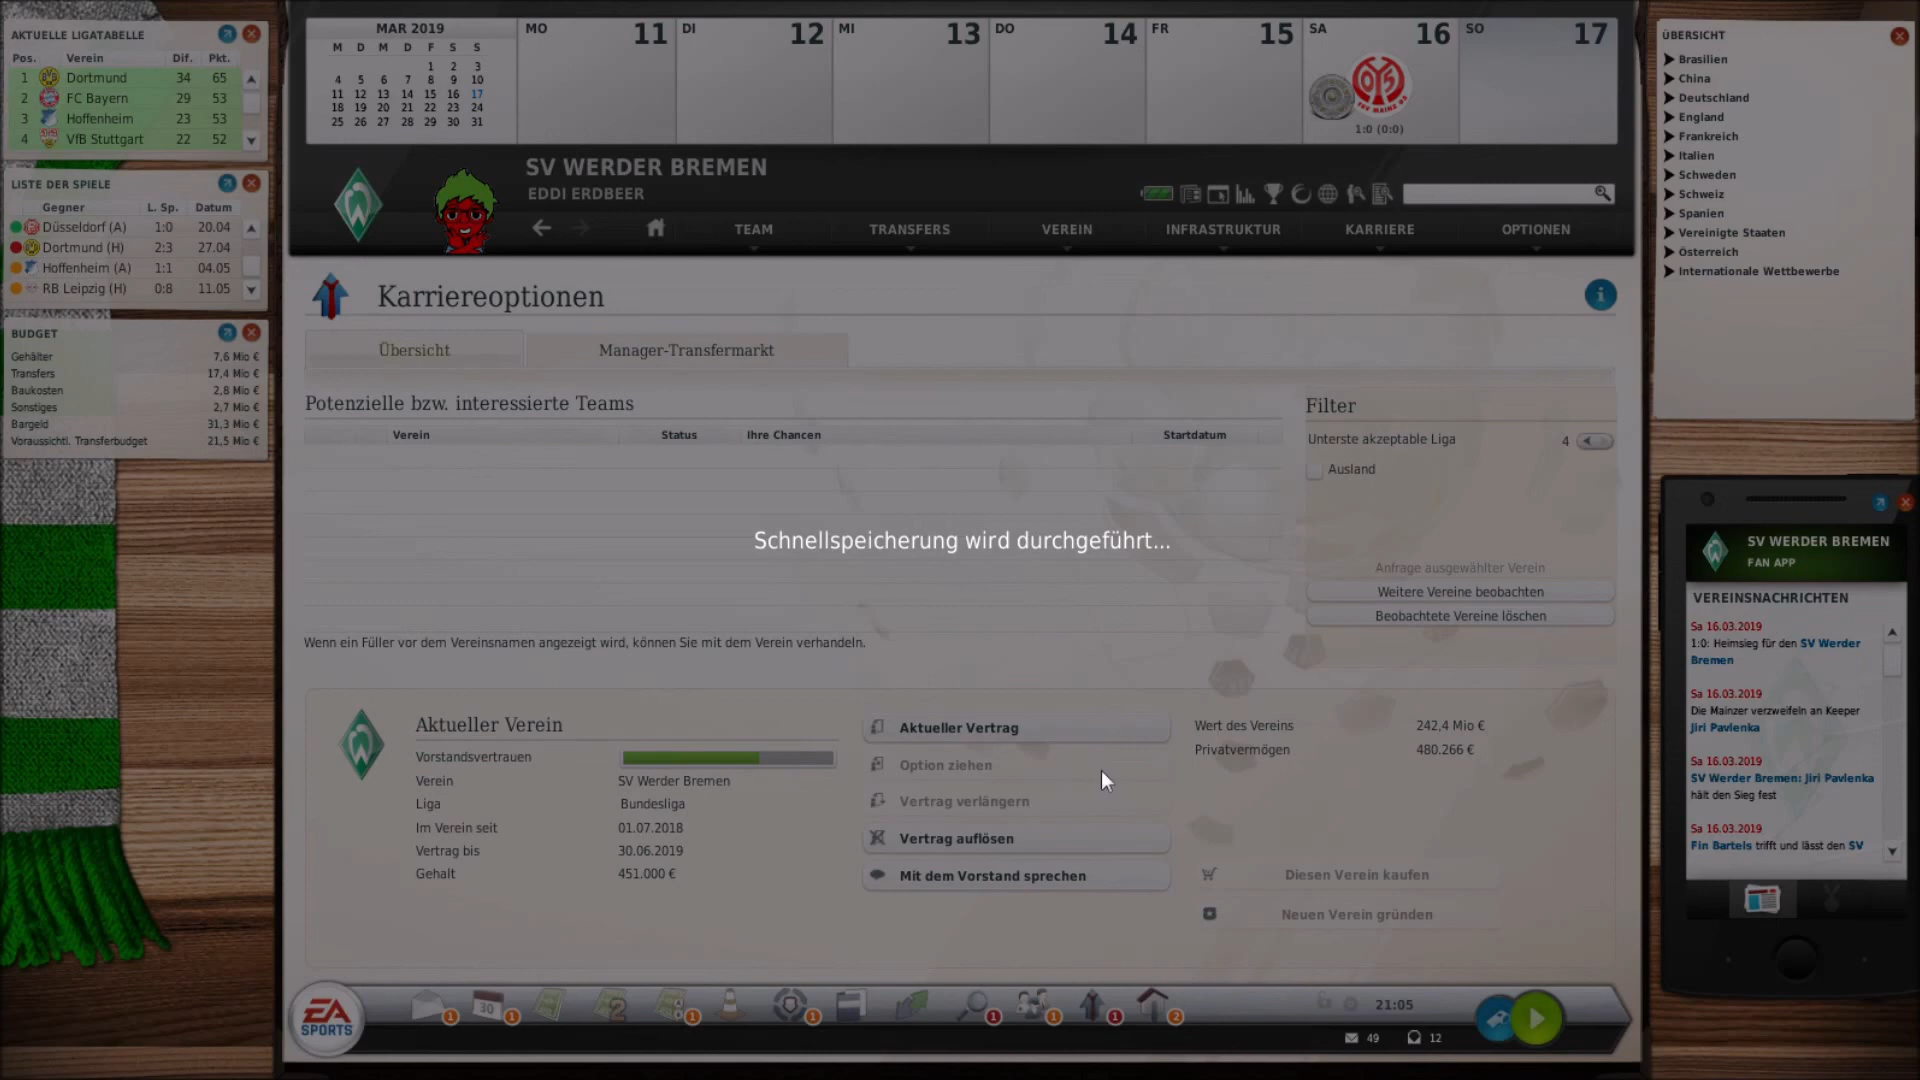 AKTUELLE LIGATABELLE
Pos. Verein Dif. Pkt.
1 Dortmund 34 65
2 FC Bayern 29 53
3 Hoffenheim 23 53
4 VfB Stuttgart 22 52
LISTE DER SPIELE
Gegner L. Sp. Datum
Düsseldorf (A) 1:0 20.04
Dortmund (H) 2:3 27.04
Hoffenheim (A) 1:1 04.05
RB Leipzig (H) 0:8 11.05
BUDGET
Gehälter 7,6 Mio €
Transfers 17,4 Mio €
Baukosten 2,8 Mio €
Sonstiges 2,7 Mio €
Bargeld 31,3 Mio €
Voraussichtl. Transferbudget 21,5 Mio €
MAR 2019
M D M D F S S
1 2 3
4 5 6 7 8 9 10
11 12 13 14 15 16 17
18 19 20 21 22 23 24
25 26 27 28 29 30 31
MO 11 DI 12 MI 13 DO 14 FR 15 SA 16 SO 17
1:0 (0:0)
SV WERDER BREMEN
EDDI ERDBEER
TEAM TRANSFERS VEREIN INFRASTRUKTUR KARRIERE OPTIONEN
Karriereoptionen
Übersicht Manager-Transfermarkt
Potenzielle bzw. interessierte Teams
Verein Status Ihre Chancen Startdatum
Filter
Unterste akzeptable Liga 4
Ausland
Schnellspeicherung wird durchgeführt...
Anfrage ausgewählter Verein
Weitere Vereine beobachten
Beobachtete Vereine löschen
Wenn ein Füller vor dem Vereinsnamen angezeigt wird, können Sie mit dem Verein verhandeln.
Aktueller Verein
Vorstandsvertrauen
Verein SV Werder Bremen
Liga Bundesliga
Im Verein seit 01.07.2018
Vertrag bis 30.06.2019
Gehalt 451.000 €
Aktueller Vertrag
Option ziehen
Vertrag verlängern
Vertrag auflösen
Mit dem Vorstand sprechen
Wert des Vereins 242,4 Mio €
Privatvermögen 480.266 €
Diesen Verein kaufen
Neuen Verein gründen
EA
SPORTS
30
2
1 1 1 1 1 1 1 2
21:05
49 12
ÜBERSICHT
Brasilien
China
Deutschland
England
Frankreich
Italien
Schweden
Schweiz
Spanien
Vereinigte Staaten
Österreich
Internationale Wettbewerbe
SV WERDER BREMEN
FAN APP
VEREINSNACHRICHTEN
Sa 16.03.2019
1:0: Heimsieg für den SV Werder
Bremen
Sa 16.03.2019
Die Mainzer verzweifeln an Keeper
Jiri Pavlenka
Sa 16.03.2019
SV Werder Bremen: Jiri Pavlenka
hält den Sieg fest
Sa 16.03.2019
Fin Bartels trifft und lässt den SV